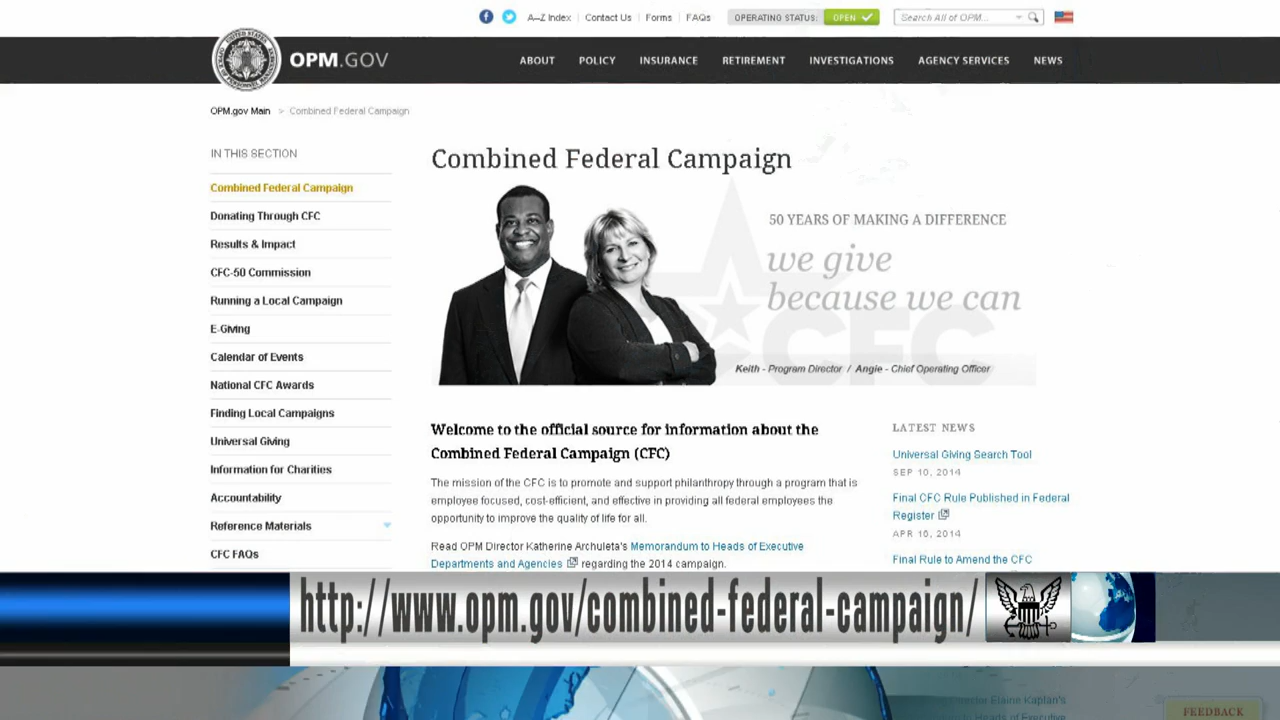 A–Z Index | Contact Us | Forms | FAQs OPERATING STATUS: OPEN Search All of OPM...
OPM.GOV ABOUT POLICY INSURANCE RETIREMENT INVESTIGATIONS AGENCY SERVICES NEWS
OPM.gov Main > Combined Federal Campaign
IN THIS SECTION
Combined Federal Campaign
Donating Through CFC
Results & Impact
CFC-50 Commission
Running a Local Campaign
E-Giving
Calendar of Events
National CFC Awards
Finding Local Campaigns
Universal Giving
Information for Charities
Accountability
Reference Materials
CFC FAQs
Combined Federal Campaign
50 YEARS OF MAKING A DIFFERENCE
we give
because we can
CFC
Keith - Program Director / Angie - Chief Operating Officer
Welcome to the official source for information about the
Combined Federal Campaign (CFC)
The mission of the CFC is to promote and support philanthropy through a program that is
employee focused, cost-efficient, and effective in providing all federal employees the
opportunity to improve the quality of life for all.
Read OPM Director Katherine Archuleta's Memorandum to Heads of Executive
Departments and Agencies regarding the 2014 campaign.
LATEST NEWS
Universal Giving Search Tool
SEP 10, 2014
Final CFC Rule Published in Federal
Register
APR 10, 2014
Final Rule to Amend the CFC
http://www.opm.gov/combined-federal-campaign/
Director Elaine Kaplan's
to Heads of Executive
FEEDBACK